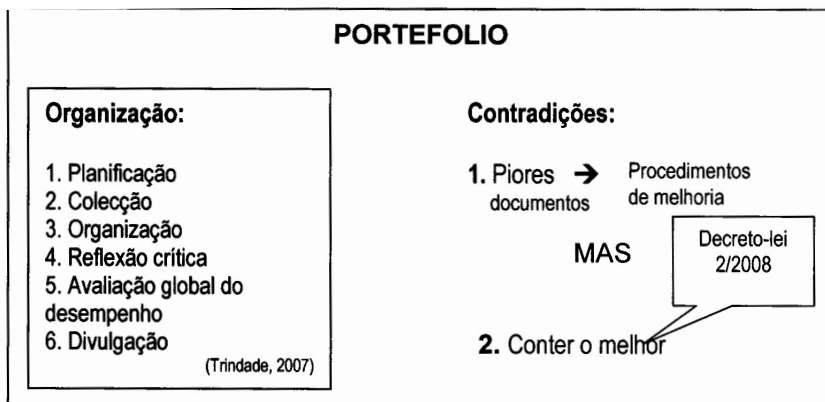 PORTEFOLIO
Organização:
1. Planificação
2. Colecção
3. Organização
4. Reflexão crítica
5. Avaliação global do
desempenho
6. Divulgação
(Trindade, 2007)
Contradições:
1. Piores ➔ Procedimentos
documentos de melhoria
MAS
Decreto-lei
2/2008
2. Conter o melhor